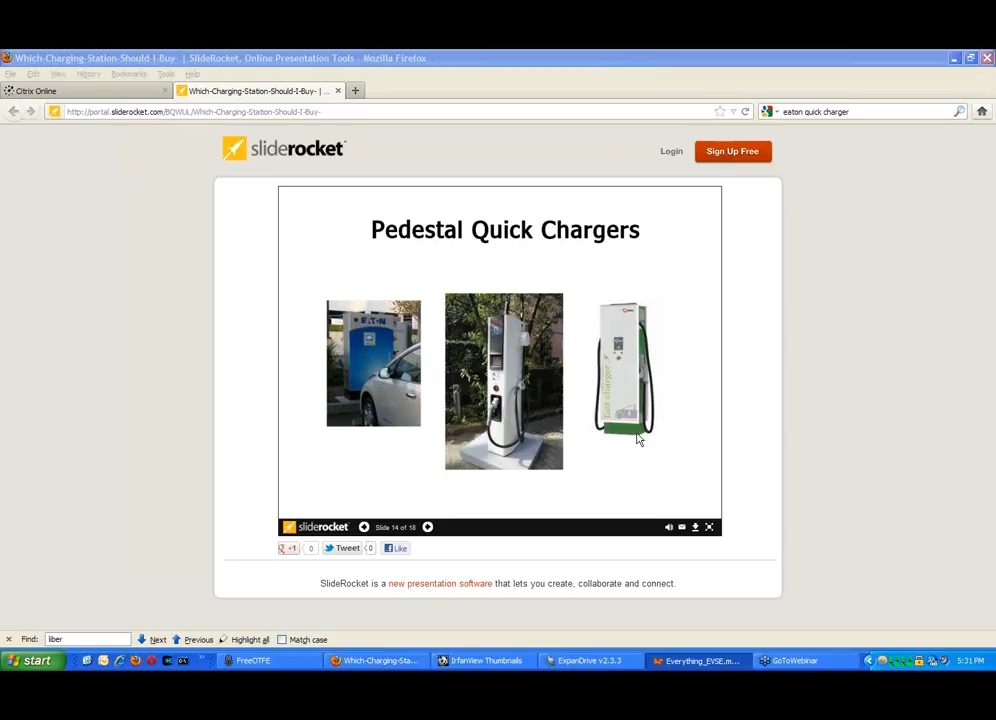 Which-Charging-Station-Should-I-Buy- | SlideRocket, Online Presentation Tools - Mozilla Firefox
File Edit View History Bookmarks Tools Help
Citrix Online
Which-Charging-Station-Should-I-Buy- | ...
http://portal.sliderocket.com/BQWUL/Which-Charging-Station-Should-I-Buy-
eaton quick charger
sliderocket
Login
Sign Up Free
Pedestal Quick Chargers
fast charger
sliderocket
Slide 14 of 18
+1
0
Tweet
0
Like
SlideRocket is a new presentation software that lets you create, collaborate and connect.
Find:
liber
Next
Previous
Highlight all
Match case
start
FreeOTFE
Which-Charging-Sta...
IrfanView Thumbnails
ExpanDrive v2.3.3
Everything_EVSE.m...
GoToWebinar
5:31 PM